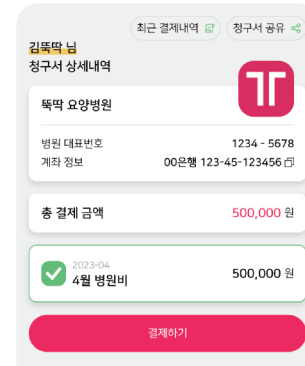 최근 결제내역 청구서 공유
김뚝딱 님
청구서 상세내역
뚝딱 요양병원
병원 대표번호 1234 - 5678
계좌 정보 00은행 123-45-123456
총 결제 금액 500,000 원
2023-04
4월 병원비 500,000 원
결제하기